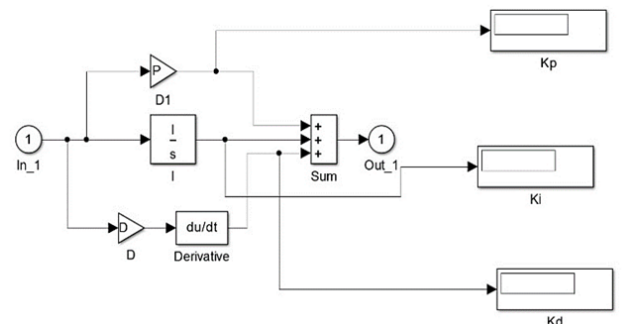 Kp
P
D1
1
In_1
I
s
I
+
+
+
Sum
1
Out_1
Ki
D
D
du/dt
Derivative
Kd